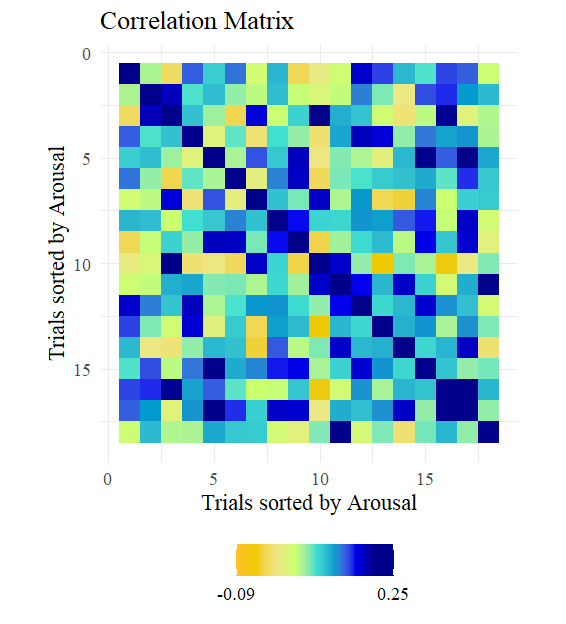 Correlation Matrix
0
5
10
15
Trials sorted by Arousal
0 5 10 15
Trials sorted by Arousal
-0.09 0.25